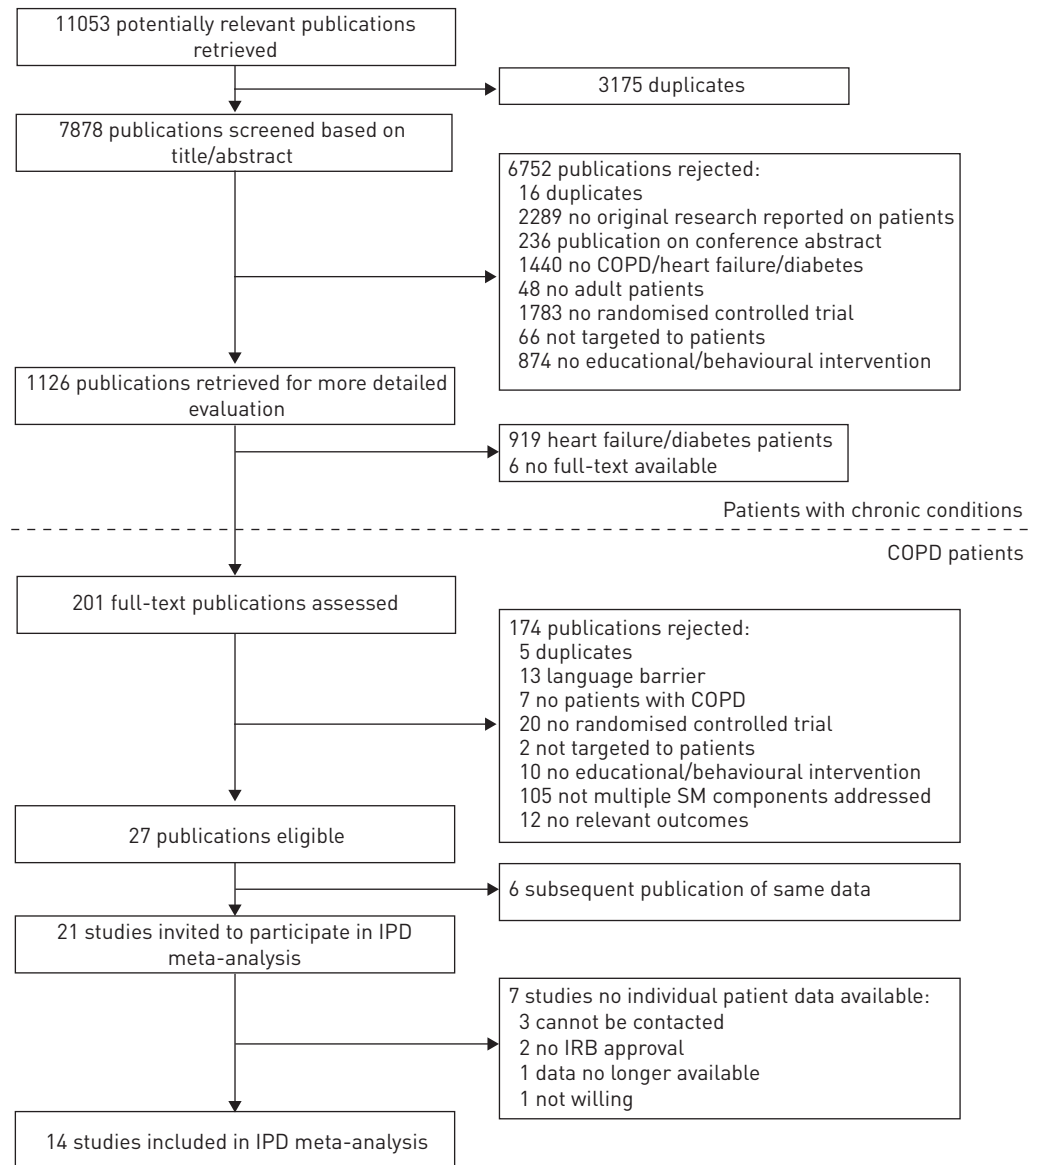 11053 potentially relevant publications
retrieved
3175 duplicates
7878 publications screened based on
title/abstract
6752 publications rejected:
16 duplicates
2289 no original research reported on patients
236 publication on conference abstract
1440 no COPD/heart failure/diabetes
48 no adult patients
1783 no randomised controlled trial
66 not targeted to patients
874 no educational/behavioural intervention
1126 publications retrieved for more detailed
evaluation
919 heart failure/diabetes patients
6 no full-text available
Patients with chronic conditions
COPD patients
201 full-text publications assessed
174 publications rejected:
5 duplicates
13 language barrier
7 no patients with COPD
20 no randomised controlled trial
2 not targeted to patients
10 no educational/behavioural intervention
105 not multiple SM components addressed
12 no relevant outcomes
27 publications eligible
6 subsequent publication of same data
21 studies invited to participate in IPD
meta-analysis
7 studies no individual patient data available:
3 cannot be contacted
2 no IRB approval
1 data no longer available
1 not willing
14 studies included in IPD meta-analysis